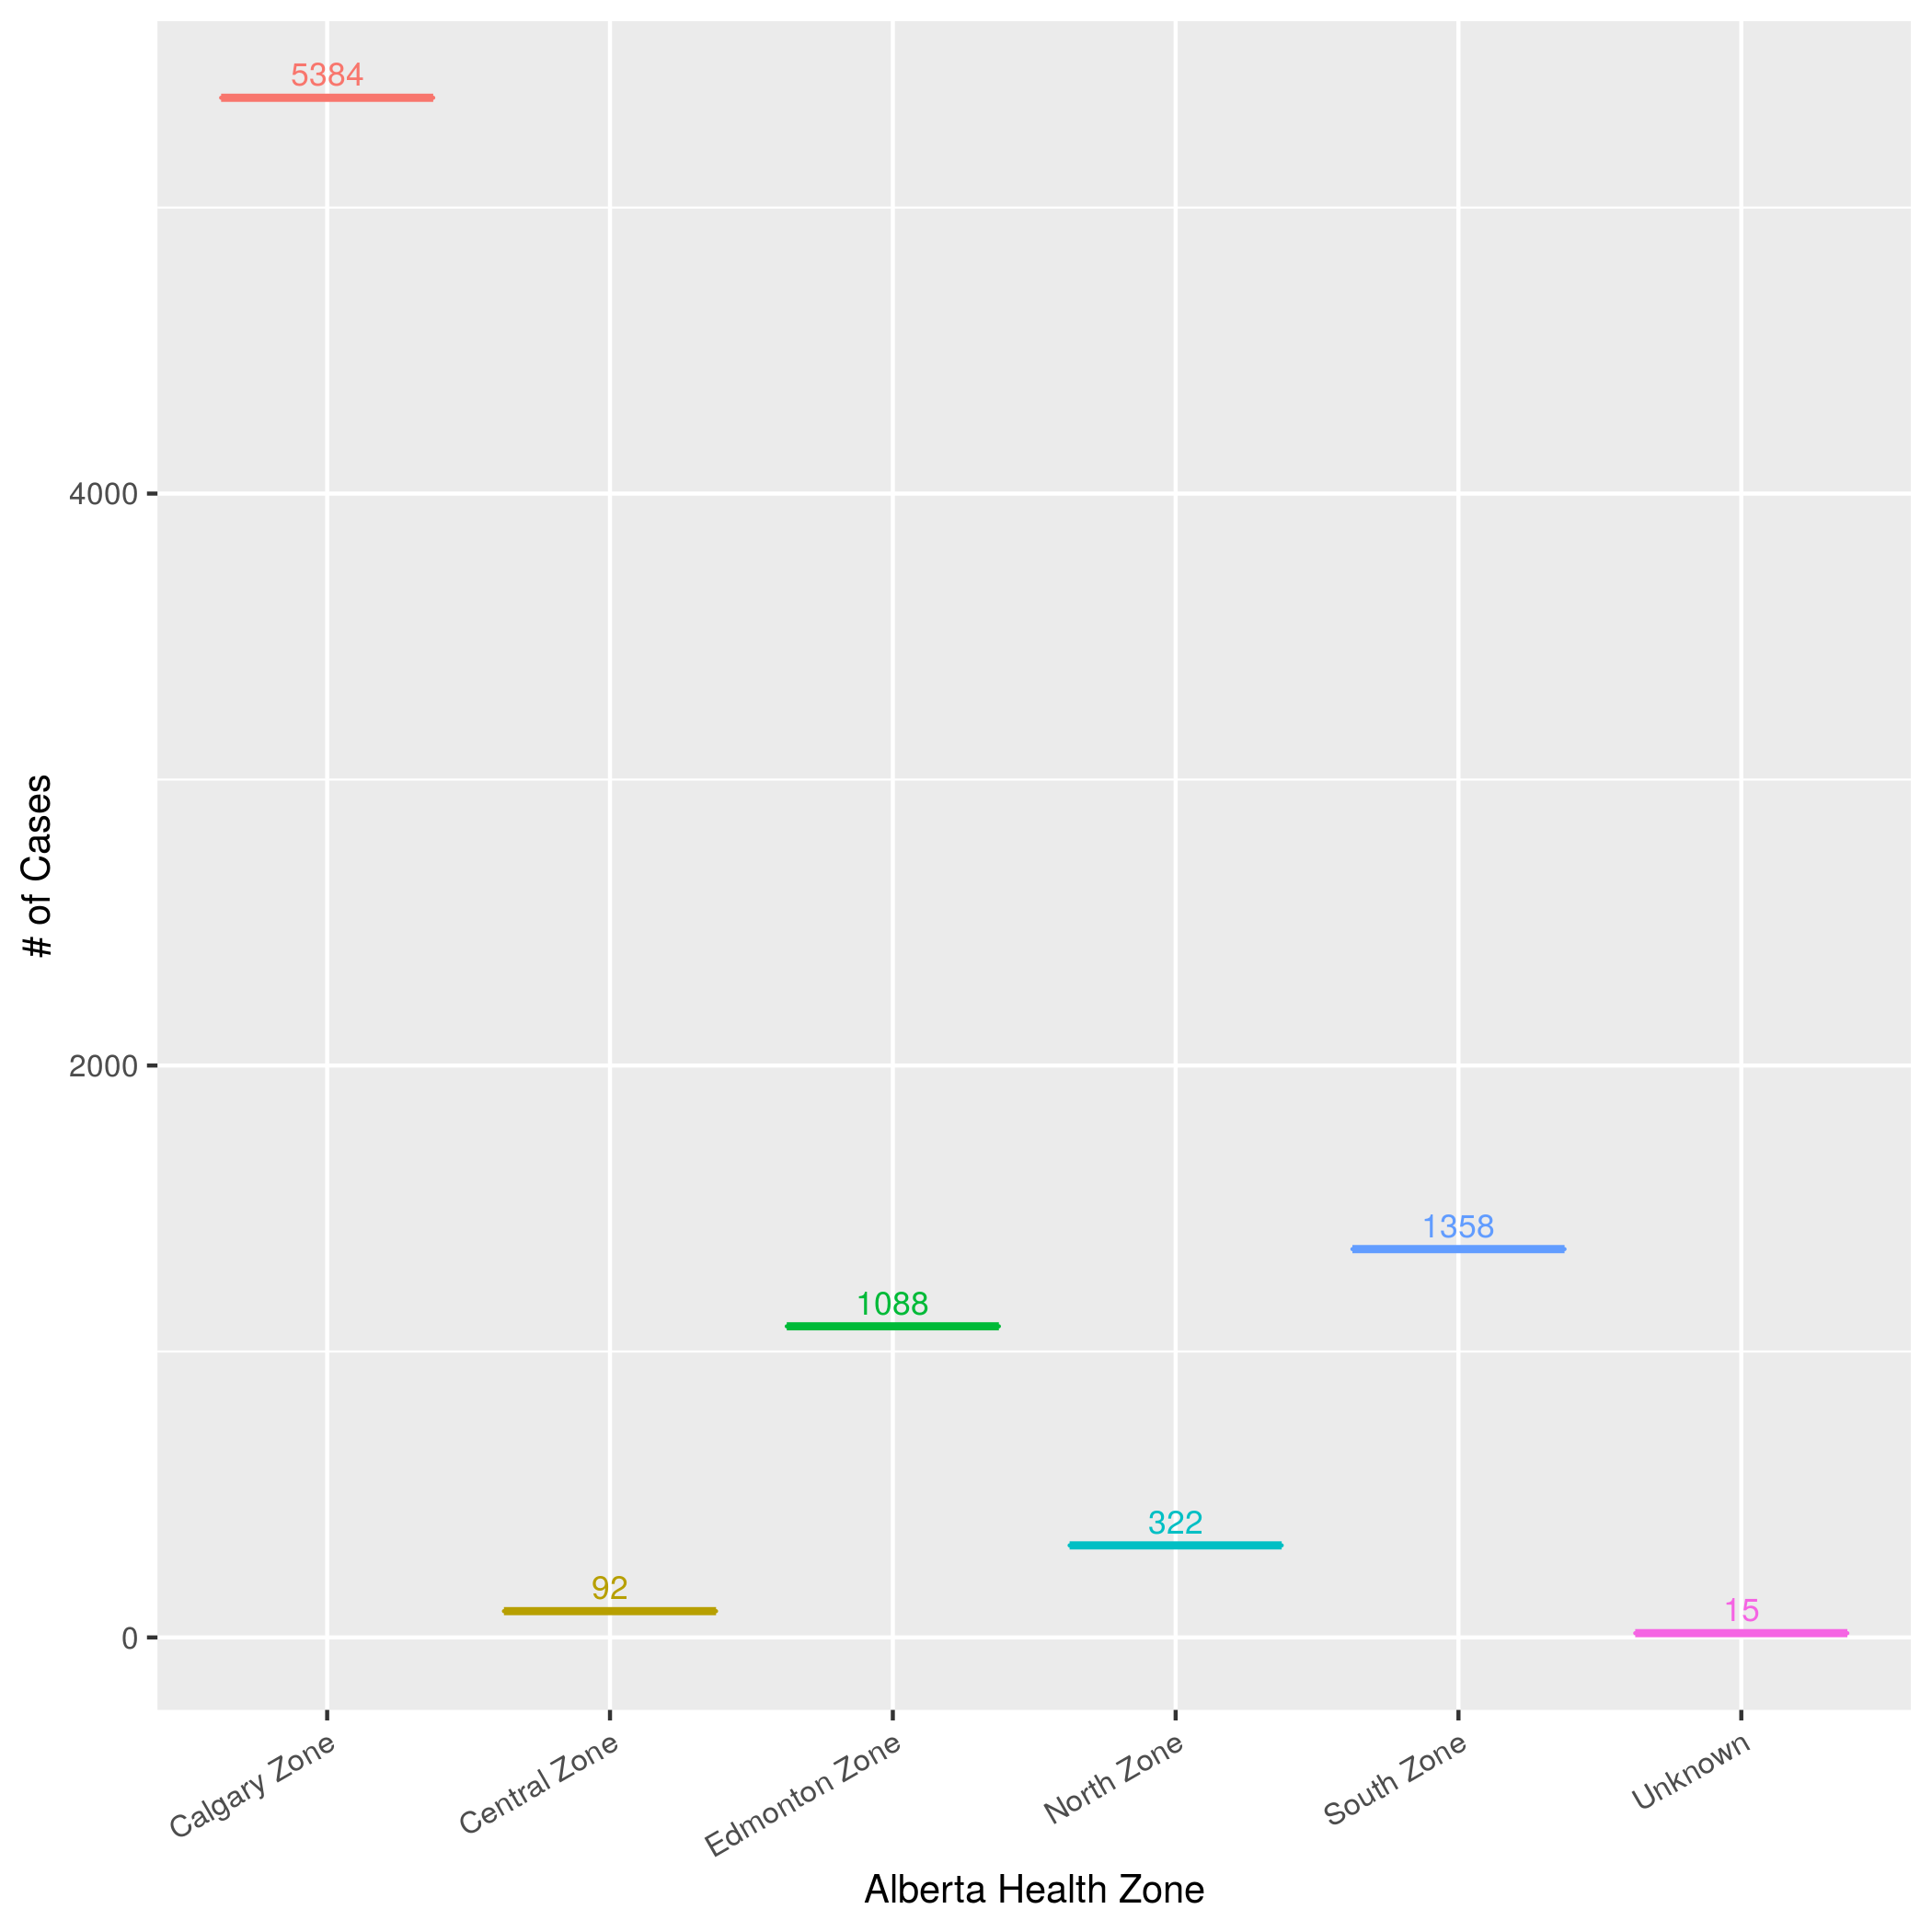 5384
4000
# of Cases
2000
1358
1088
322
92
15
0
Calgary Zone
Central Zone
Edmonton Zone
North Zone
South Zone
Unknown
Alberta Health Zone